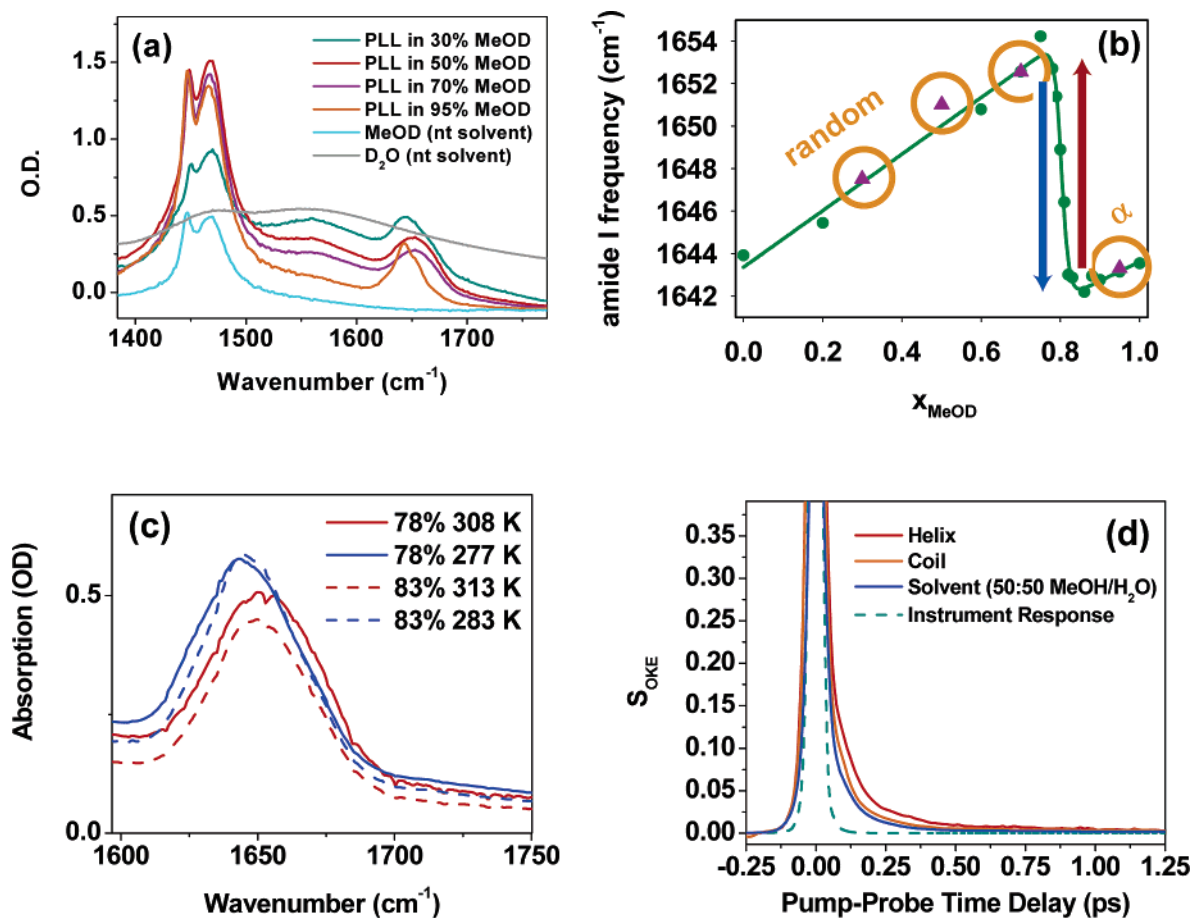 (a)
PLL in 30% MeOD
PLL in 50% MeOD
PLL in 70% MeOD
PLL in 95% MeOD
MeOD (nt solvent)
D₂O (nt solvent)
O.D.
1.5
1.0
0.5
0.0
1400 1500 1600 1700
Wavenumber (cm⁻¹)
(b)
amide I frequency (cm⁻¹)
1654
1652
1650
1648
1646
1644
1642
random
α
0.0 0.2 0.4 0.6 0.8 1.0
x_MeOD
(c)
78% 308 K
78% 277 K
83% 313 K
83% 283 K
Absorption (OD)
0.5
0.0
1600 1650 1700 1750
Wavenumber (cm⁻¹)
(d)
Helix
Coil
Solvent (50:50 MeOH/H₂O)
Instrument Response
S_OKE
0.35
0.30
0.25
0.20
0.15
0.10
0.05
0.00
-0.25 0.00 0.25 0.50 0.75 1.00 1.25
Pump-Probe Time Delay (ps)